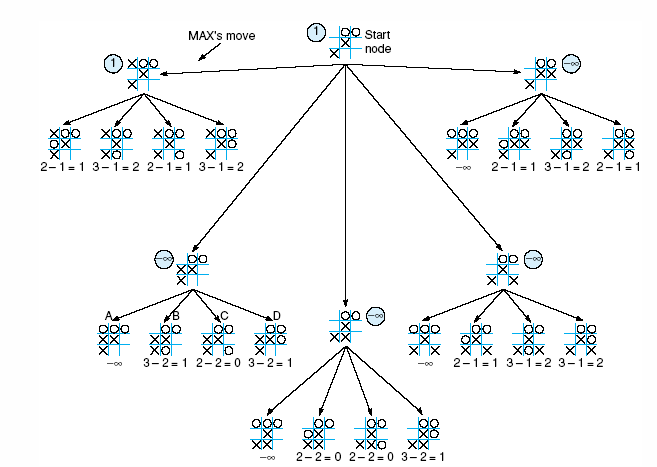 MAX's move
1
Start
node
1
−∞
2 − 1 = 1 3 − 1 = 2 2 − 1 = 1 3 − 1 = 2
−∞ 2 − 1 = 1 3 − 1 = 2 2 − 1 = 1
−∞
−∞
−∞
A B C D
−∞ 3 − 2 = 1 2 − 2 = 0 3 − 2 = 1
−∞ 2 − 1 = 1 3 − 1 = 2 3 − 1 = 2
−∞ 2 − 2 = 0 2 − 2 = 0 3 − 2 = 1